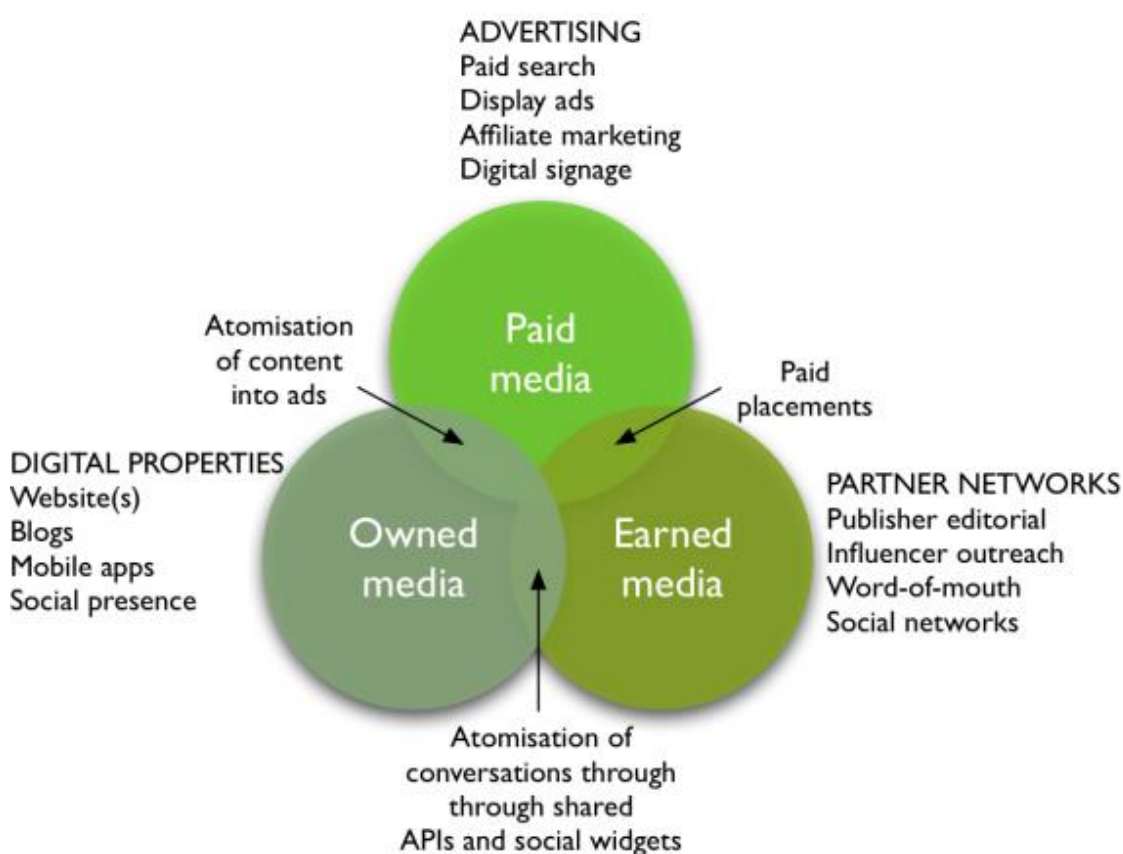 ADVERTISING
Paid search
Display ads
Affiliate marketing
Digital signage
Paid
media
Atomisation
of content
into ads
Paid
placements
DIGITAL PROPERTIES
Website(s)
Blogs
Mobile apps
Social presence
Owned
media
Earned
media
PARTNER NETWORKS
Publisher editorial
Influencer outreach
Word-of-mouth
Social networks
Atomisation of
conversations through
through shared
APIs and social widgets